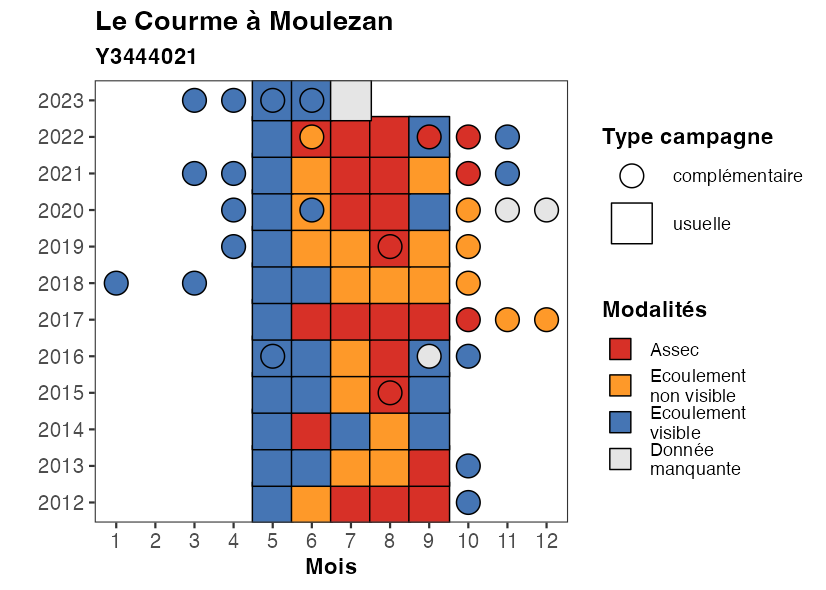 Le Courme à Moulezan
Y3444021
2023
2022
2021
2020
2019
2018
2017
2016
2015
2014
2013
2012
1 2 3 4 5 6 7 8 9 10 11 12
Mois
Type campagne
complémentaire
usuelle
Modalités
Assec
Ecoulement
non visible
Ecoulement
visible
Donnée
manquante